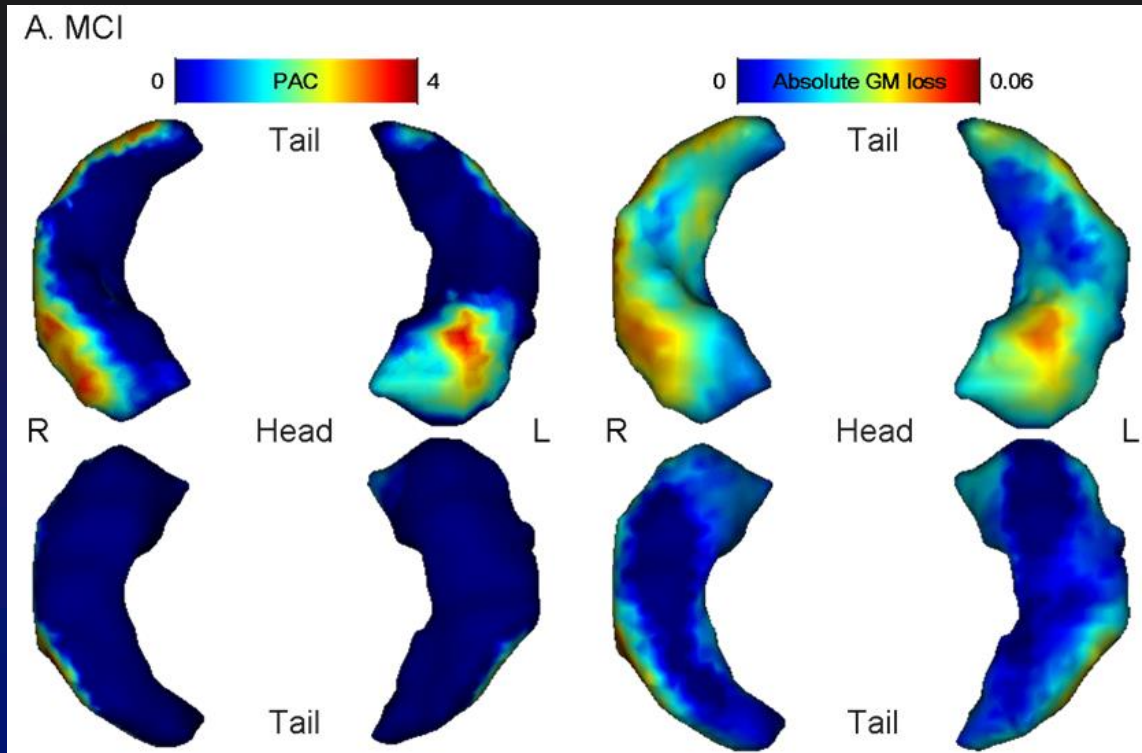 A. MCI
0 PAC 4
0 Absolute GM loss 0.06
Tail
Tail
R Head L
R Head L
Tail
Tail